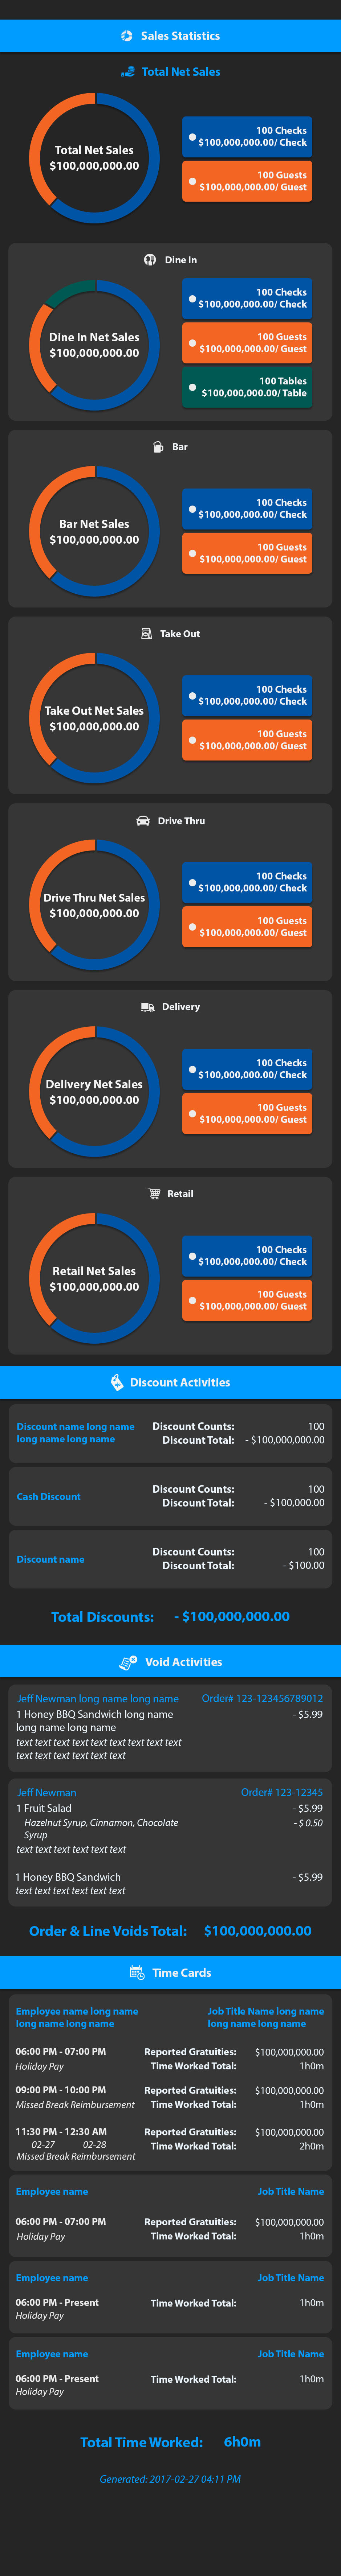 Sales Statistics
Total Net Sales
Total Net Sales
$100,000,000.00
100 Checks
$100,000,000.00/ Check
100 Guests
$100,000,000.00/ Guest
Dine In
Dine In Net Sales
$100,000,000.00
100 Checks
$100,000,000.00/ Check
100 Guests
$100,000,000.00/ Guest
100 Tables
$100,000,000.00/ Table
Bar
Bar Net Sales
$100,000,000.00
100 Checks
$100,000,000.00/ Check
100 Guests
$100,000,000.00/ Guest
Take Out
Take Out Net Sales
$100,000,000.00
100 Checks
$100,000,000.00/ Check
100 Guests
$100,000,000.00/ Guest
Drive Thru
Drive Thru Net Sales
$100,000,000.00
100 Checks
$100,000,000.00/ Check
100 Guests
$100,000,000.00/ Guest
Delivery
Delivery Net Sales
$100,000,000.00
100 Checks
$100,000,000.00/ Check
100 Guests
$100,000,000.00/ Guest
Retail
Retail Net Sales
$100,000,000.00
100 Checks
$100,000,000.00/ Check
100 Guests
$100,000,000.00/ Guest
Discount Activities
Discount name long name
long name long name
Discount Counts: 100
Discount Total: - $100,000,000.00
Cash Discount
Discount Counts: 100
Discount Total: - $100,000.00
Discount name
Discount Counts: 100
Discount Total: - $100.00
Total Discounts: - $100,000,000.00
Void Activities
Jeff Newman long name long name Order# 123-123456789012
1 Honey BBQ Sandwich long name - $5.99
long name long name
text text text text text text text text text
text text text text text text
Jeff Newman Order# 123-12345
1 Fruit Salad - $5.99
Hazelnut Syrup, Cinnamon, Chocolate - $ 0.50
Syrup
text text text text text text
1 Honey BBQ Sandwich - $5.99
text text text text text text
Order & Line Voids Total: $100,000,000.00
Time Cards
Employee name long name Job Title Name long name
long name long name long name long name
06:00 PM - 07:00 PM Reported Gratuities: $100,000,000.00
Holiday Pay Time Worked Total: 1h0m
09:00 PM - 10:00 PM Reported Gratuities: $100,000,000.00
Missed Break Reimbursement Time Worked Total: 1h0m
11:30 PM - 12:30 AM Reported Gratuities: $100,000,000.00
02-27 02-28 Time Worked Total: 2h0m
Missed Break Reimbursement
Employee name Job Title Name
06:00 PM - 07:00 PM Reported Gratuities: $100,000,000.00
Holiday Pay Time Worked Total: 1h0m
Employee name Job Title Name
06:00 PM - Present Time Worked Total: 1h0m
Holiday Pay
Employee name Job Title Name
06:00 PM - Present Time Worked Total: 1h0m
Holiday Pay
Total Time Worked: 6h0m
Generated: 2017-02-27 04:11 PM